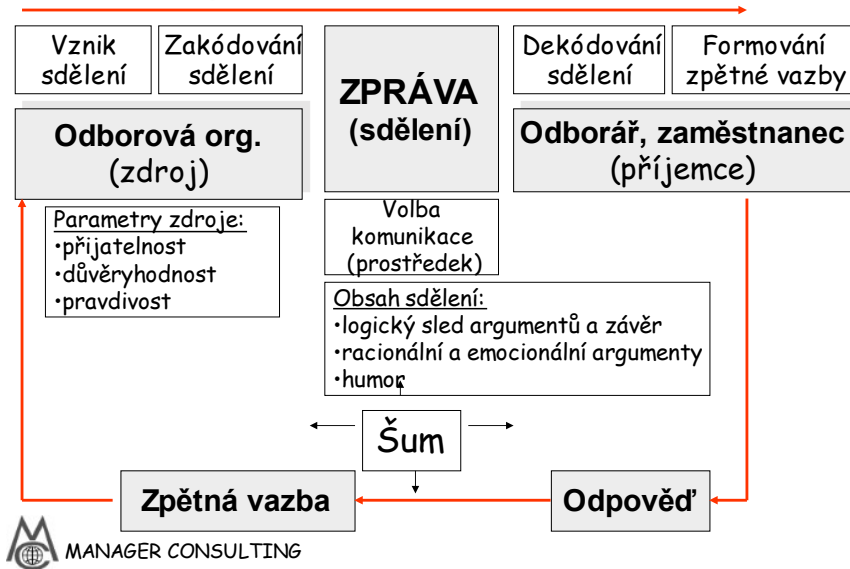 Vznik
sdělení
Zakódování
sdělení
ZPRÁVA
(sdělení)
Dekódování
sdělení
Formování
zpětné vazby
Odborová org.
(zdroj)
Odborář, zaměstnanec
(příjemce)
Parametry zdroje:
•přijatelnost
•důvěryhodnost
•pravdivost
Volba
komunikace
(prostředek)
Obsah sdělení:
•logický sled argumentů a závěr
•racionální a emocionální argumenty
•humor
Šum
Zpětná vazba
Odpověď
MANAGER CONSULTING